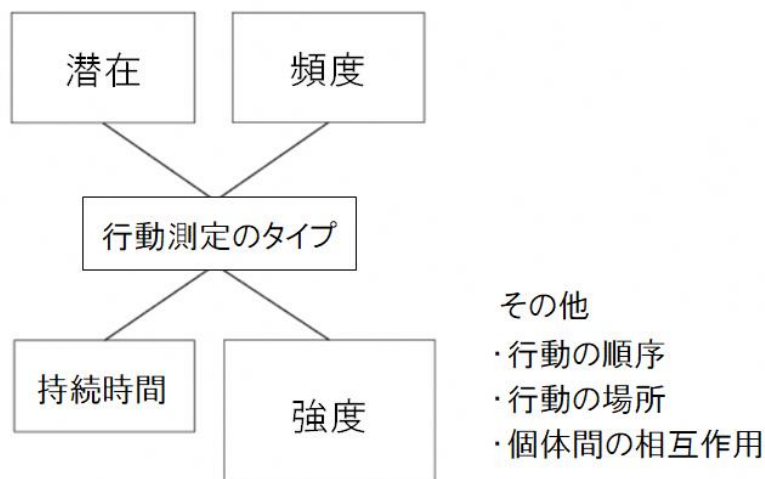 潜在
頻度
行動測定のタイプ
持続時間
強度
その他
・行動の順序
・行動の場所
・個体間の相互作用